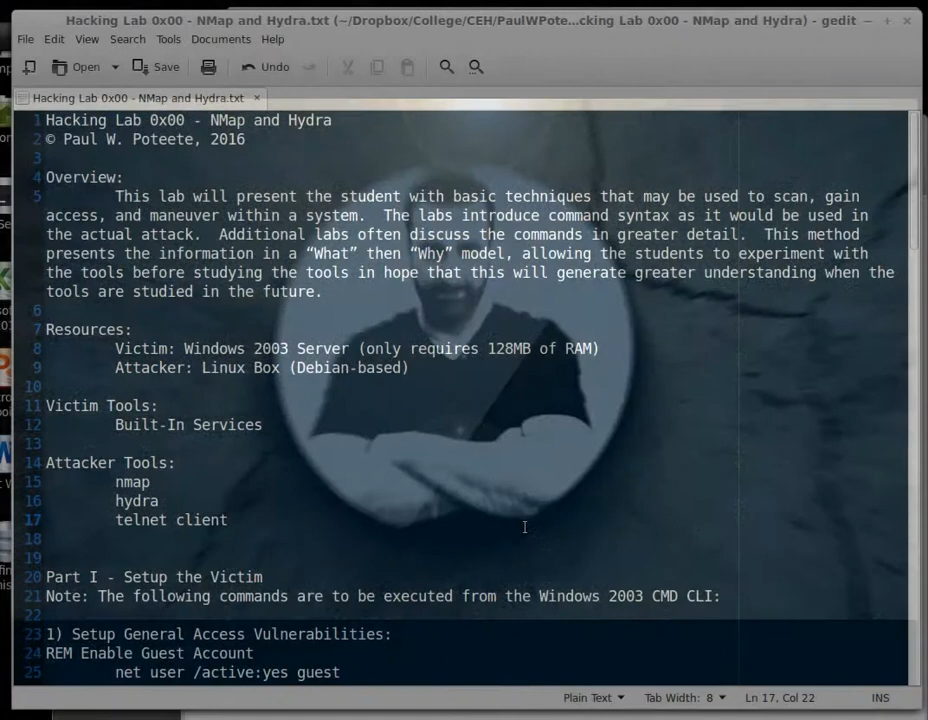 Hacking Lab 0x00 - NMap and Hydra.txt (~/Dropbox/College/CEH/PaulWPote...cking Lab 0x00 - NMap and Hydra) - gedit
File Edit View Search Tools Documents Help
Open Save Undo
Hacking Lab 0x00 - NMap and Hydra.txt ×
1 Hacking Lab 0x00 - NMap and Hydra
2 © Paul W. Poteete, 2016
3
4 Overview:
5 This lab will present the student with basic techniques that may be used to scan, gain
access, and maneuver within a system. The labs introduce command syntax as it would be used in
the actual attack. Additional labs often discuss the commands in greater detail. This method
presents the information in a “What” then “Why” model, allowing the students to experiment with
the tools before studying the tools in hope that this will generate greater understanding when the
tools are studied in the future.
6
7 Resources:
8 Victim: Windows 2003 Server (only requires 128MB of RAM)
9 Attacker: Linux Box (Debian-based)
10
11 Victim Tools:
12 Built-In Services
13
14 Attacker Tools:
15 nmap
16 hydra
17 telnet client
18
19
20 Part I - Setup the Victim
21 Note: The following commands are to be executed from the Windows 2003 CMD CLI:
22
23 1) Setup General Access Vulnerabilities:
24 REM Enable Guest Account
25 net user /active:yes guest
Plain Text Tab Width: 8 Ln 17, Col 22 INS